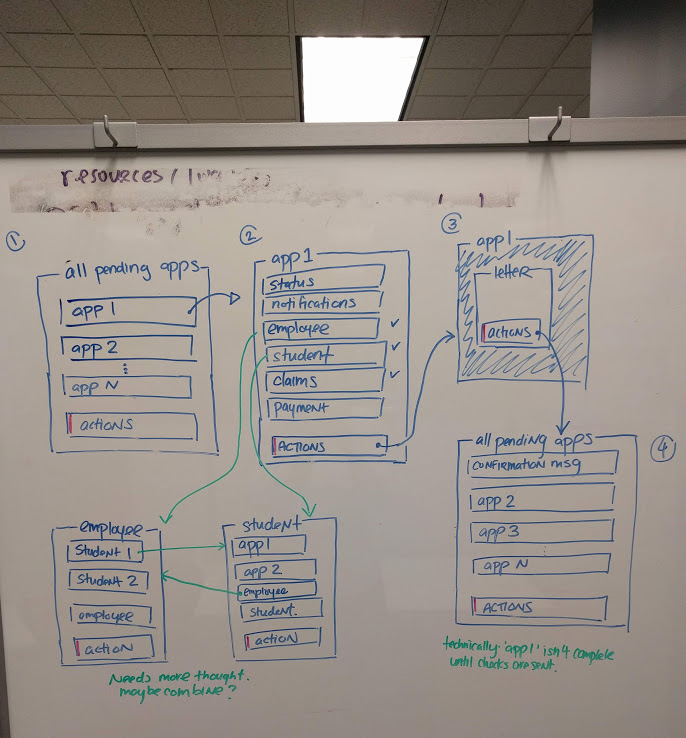 resources /
①
all pending apps
app 1
app 2
⋮
app N
actions
②
app 1
status
notifications
employee ✓
student ✓
claims ✓
payment
ACTIONS
③
app 1
letteR
ACTIONS
④
all pending apps
CONFIRMATION msg
app 2
app 3
⋮
app N
ACTIONS
employee
Student 1
Student 2
employee
action
student
app 1
app 2
employee
student.
action
Needs more thought.
maybe combine?
technically 'app 1' isn't complete
until checks are sent.